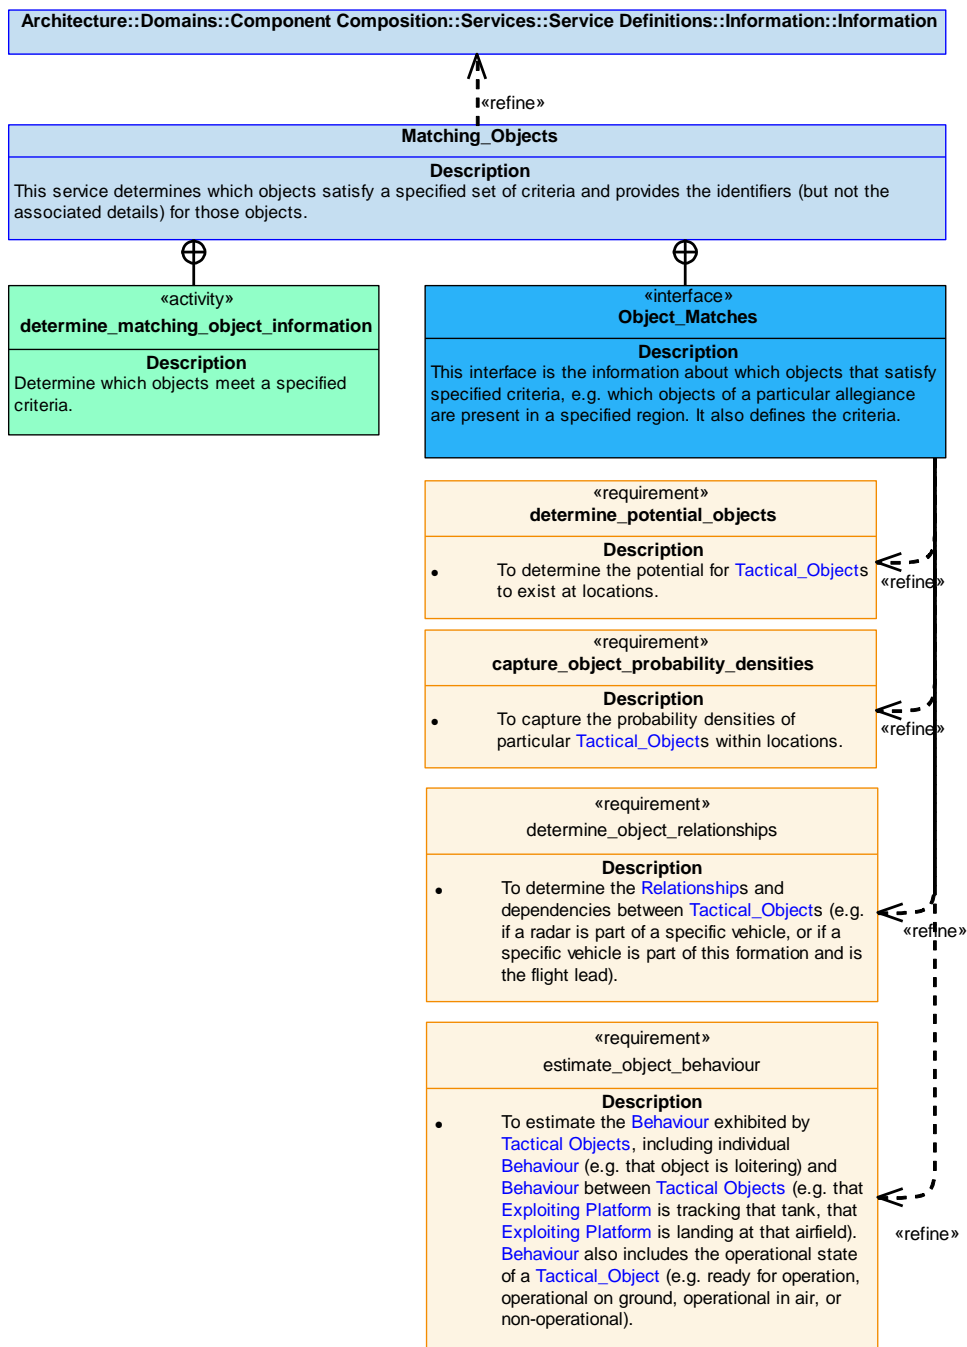 Architecture::Domains::Component Composition::Services::Service Definitions::Information::Information
«refine»
Matching_Objects
Description
This service determines which objects satisfy a specified set of criteria and provides the identifiers (but not the
associated details) for those objects.
«activity»
determine_matching_object_information
Description
Determine which objects meet a specified
criteria.
«interface»
Object_Matches
Description
This interface is the information about which objects that satisfy
specified criteria, e.g. which objects of a particular allegiance
are present in a specified region. It also defines the criteria.
«requirement»
determine_potential_objects
Description
• To determine the potential for Tactical_Objects
to exist at locations.
«refine»
«requirement»
capture_object_probability_densities
Description
• To capture the probability densities of
particular Tactical_Objects within locations.
«refine»
«requirement»
determine_object_relationships
Description
• To determine the Relationships and
dependencies between Tactical_Objects (e.g.
if a radar is part of a specific vehicle, or if a
specific vehicle is part of this formation and is
the flight lead).
«refine»
«requirement»
estimate_object_behaviour
Description
• To estimate the Behaviour exhibited by
Tactical Objects, including individual
Behaviour (e.g. that object is loitering) and
Behaviour between Tactical Objects (e.g. that
Exploiting Platform is tracking that tank, that
Exploiting Platform is landing at that airfield).
Behaviour also includes the operational state
of a Tactical_Object (e.g. ready for operation,
operational on ground, operational in air, or
non-operational).
«refine»